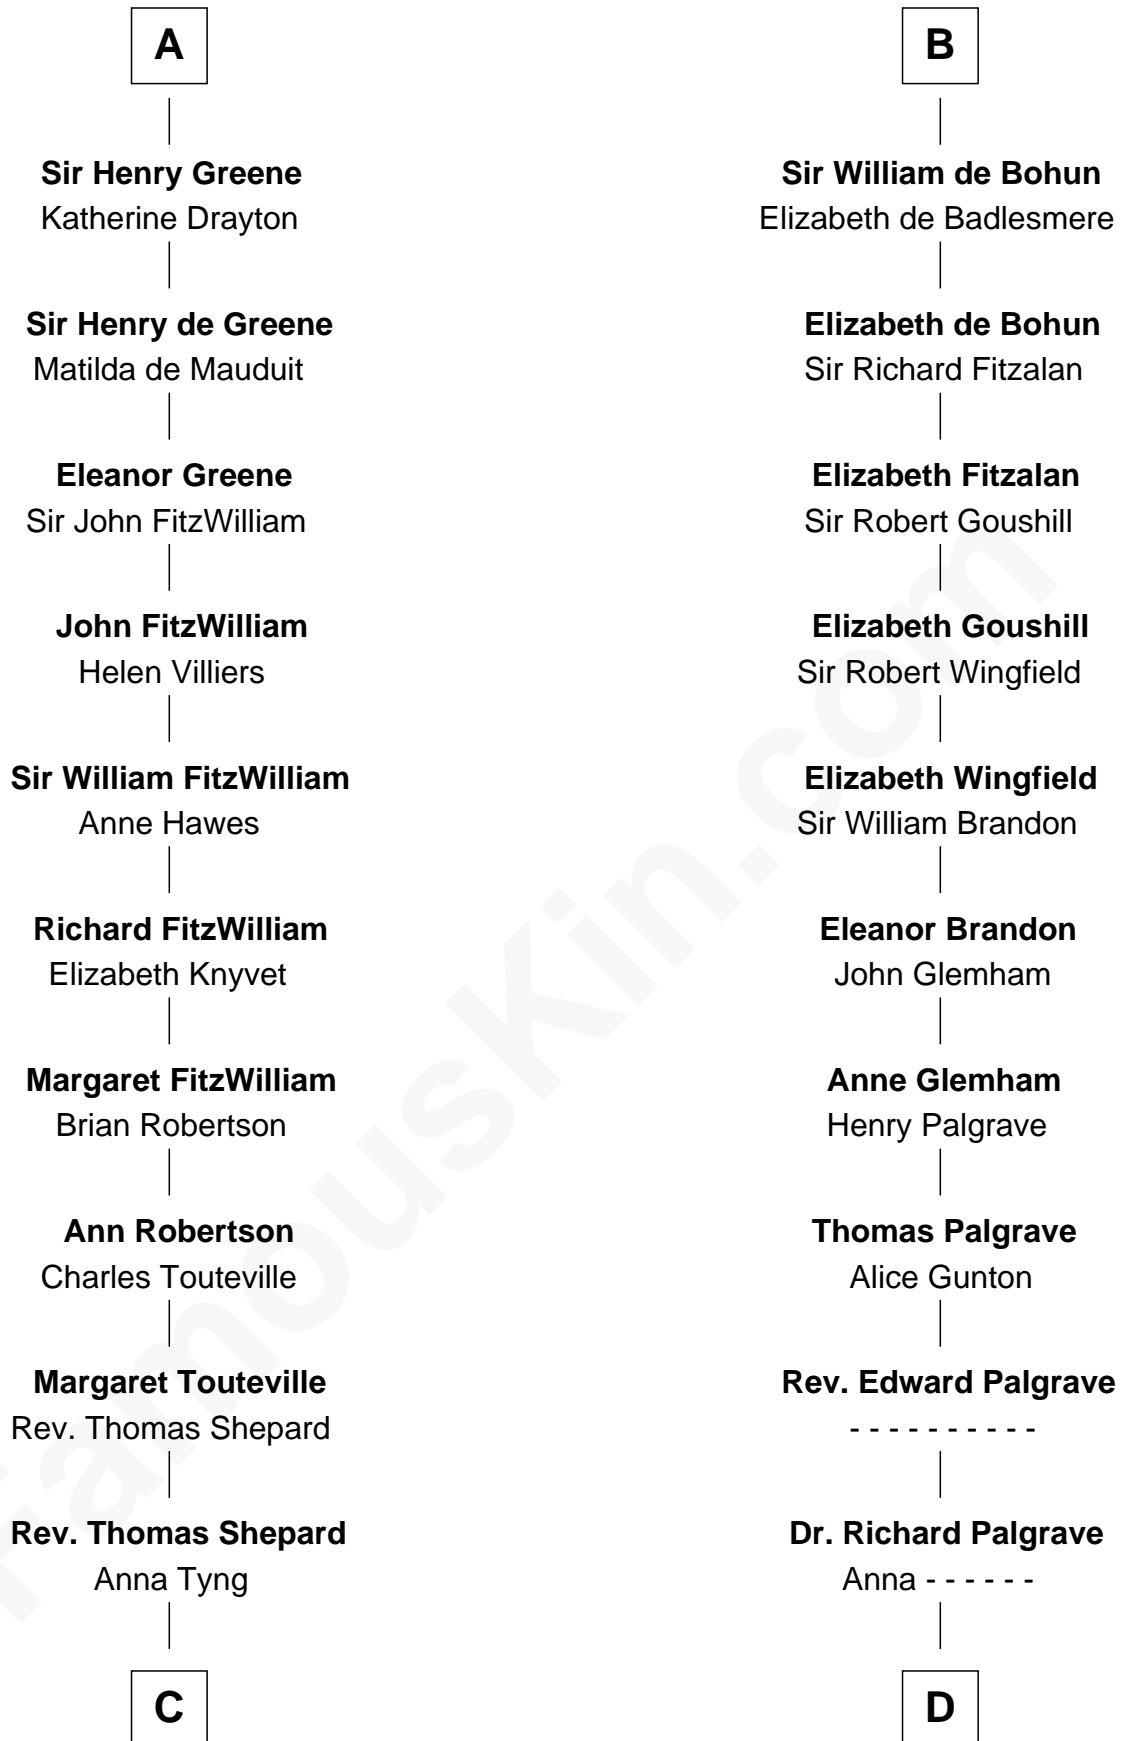 A
Sir Henry Greene
Katherine Drayton
Sir Henry de Greene
Matilda de Mauduit
Eleanor Greene
Sir John FitzWilliam
John FitzWilliam
Helen Villiers
Sir William FitzWilliam
Anne Hawes
Richard FitzWilliam
Elizabeth Knyvet
Margaret FitzWilliam
Brian Robertson
Ann Robertson
Charles Touteville
Margaret Touteville
Rev. Thomas Shepard
Rev. Thomas Shepard
Anna Tyng
C
B
Sir William de Bohun
Elizabeth de Badlesmere
Elizabeth de Bohun
Sir Richard Fitzalan
Elizabeth Fitzalan
Sir Robert Goushill
Elizabeth Goushill
Sir Robert Wingfield
Elizabeth Wingfield
Sir William Brandon
Eleanor Brandon
John Glemham
Anne Glemham
Henry Palgrave
Thomas Palgrave
Alice Gunton
Rev. Edward Palgrave
- - - - - - - - - -
Dr. Richard Palgrave
Anna - - - - - -
D
FamousKin.com